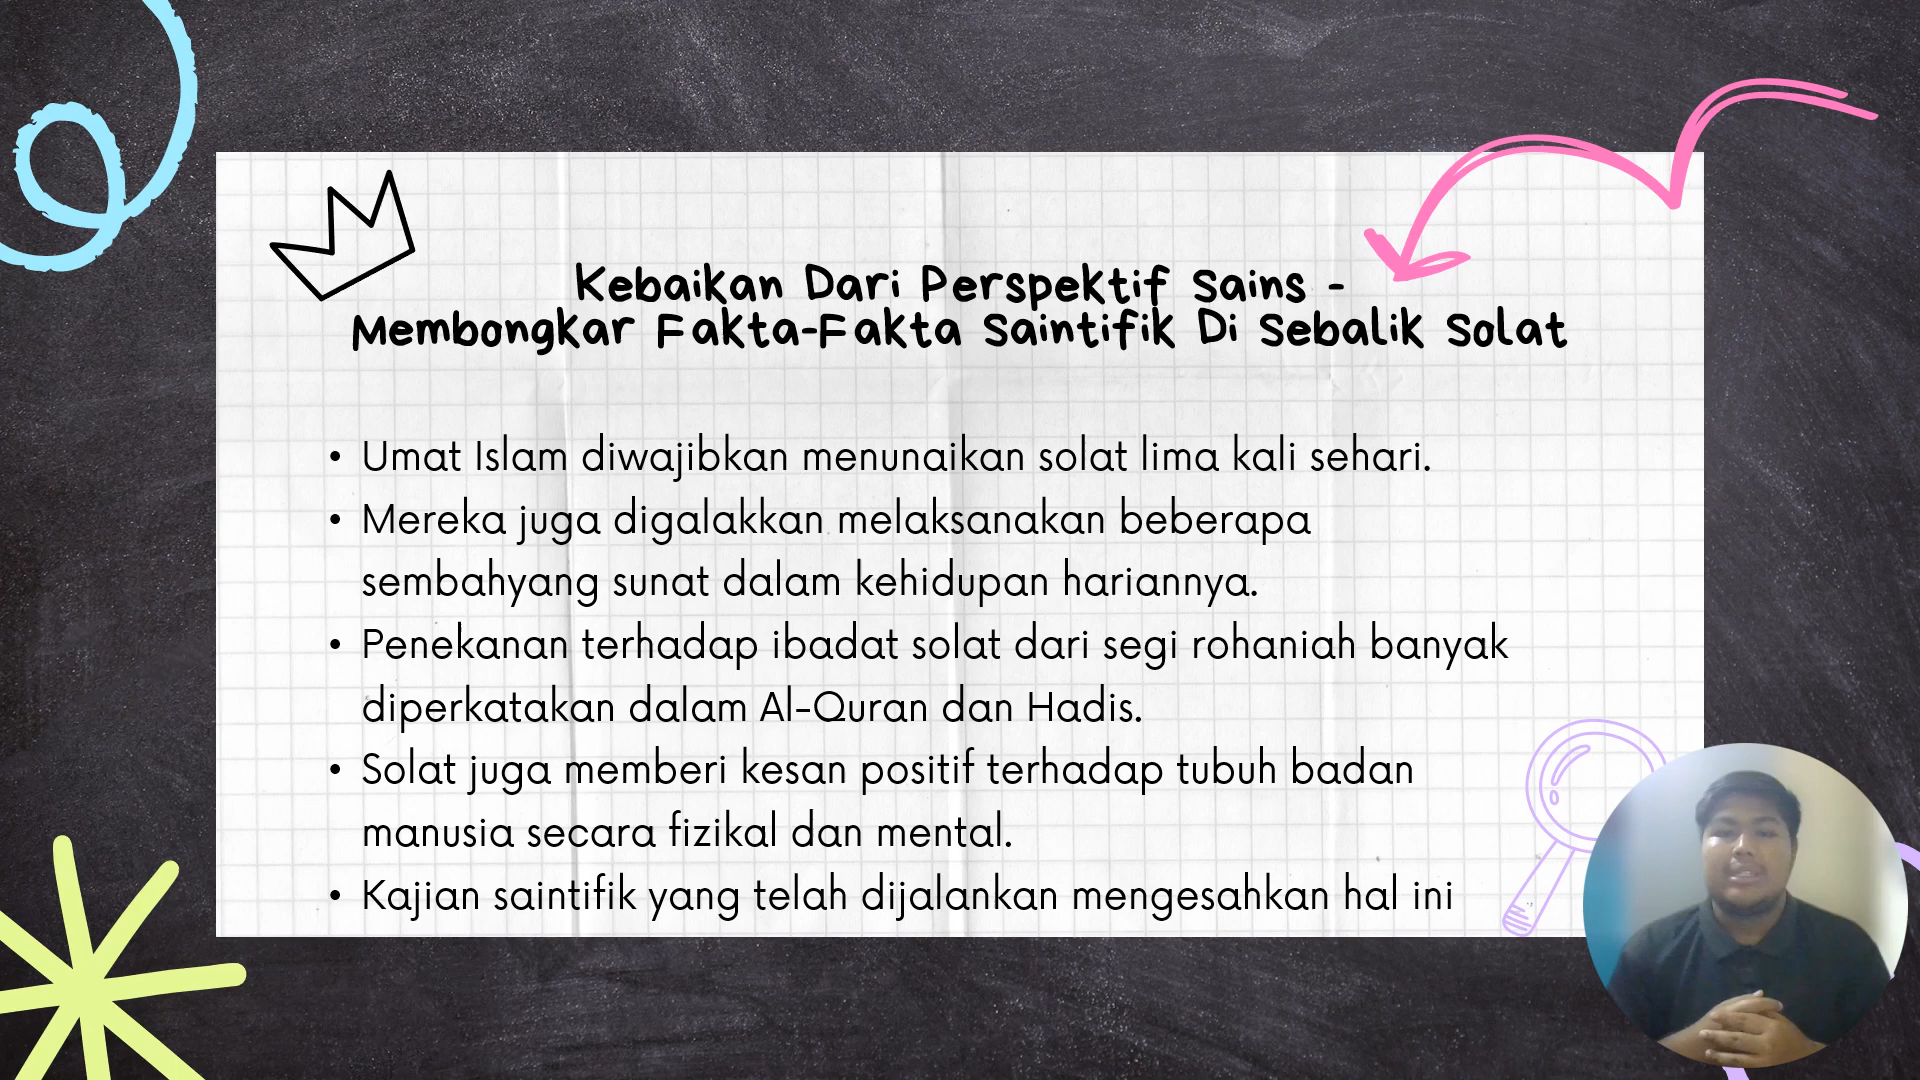 Kebaikan Dari Perspektif Sains -
Membongkar Fakta-Fakta Saintifik Di Sebalik Solat
• Umat Islam diwajibkan menunaikan solat lima kali sehari.
• Mereka juga digalakkan melaksanakan beberapa
sembahyang sunat dalam kehidupan hariannya.
• Penekanan terhadap ibadat solat dari segi rohaniah banyak
diperkatakan dalam Al-Quran dan Hadis.
• Solat juga memberi kesan positif terhadap tubuh badan
manusia secara fizikal dan mental.
• Kajian saintifik yang telah dijalankan mengesahkan hal ini